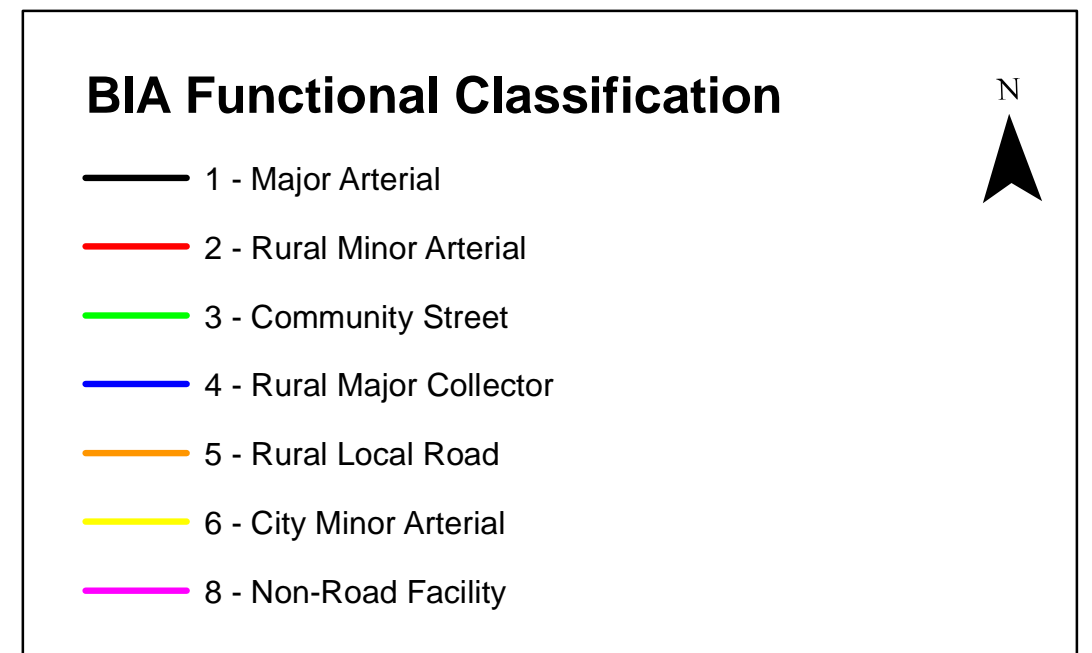 BIA Functional Classification
N
1 - Major Arterial
2 - Rural Minor Arterial
3 - Community Street
4 - Rural Major Collector
5 - Rural Local Road
6 - City Minor Arterial
8 - Non-Road Facility